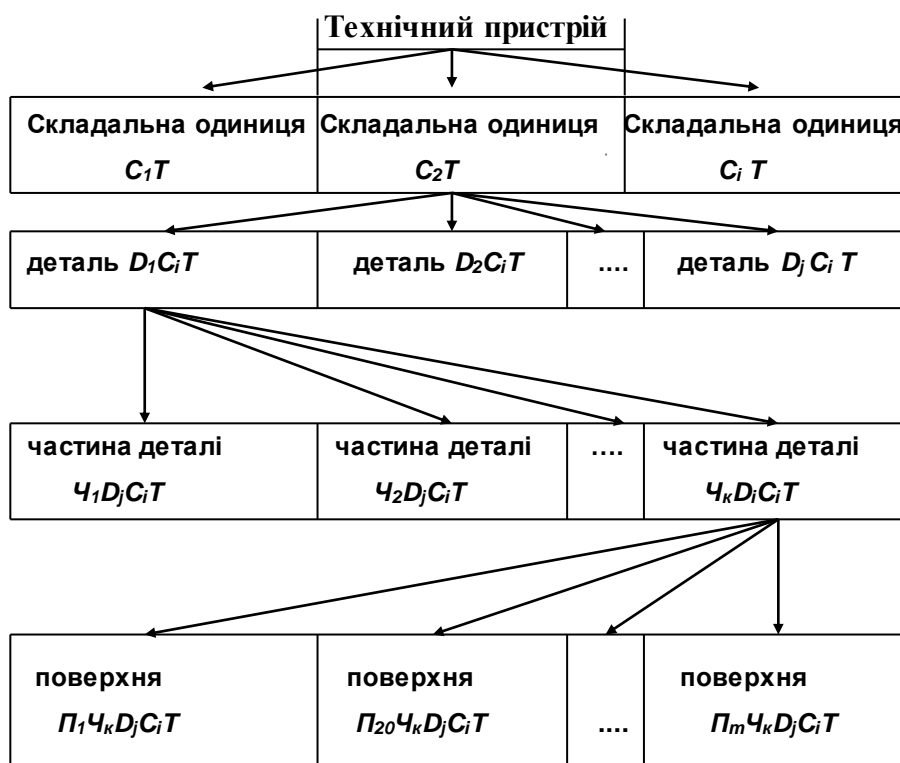 Технічний пристрій
Складальна одиниця Складальна одиниця Складальна одиниця
C₁T C₂T Cᵢ T
деталь D₁CᵢT деталь D₂CᵢT .... деталь Dⱼ Cᵢ T
частина деталі частина деталі .... частина деталі
Ч₁DⱼCᵢT Ч₂DⱼCᵢT ЧкDᵢCᵢT
поверхня поверхня поверхня
П₁ЧкDⱼCᵢT П₂₀ЧкDⱼCᵢT .... ПmЧкDⱼCᵢT